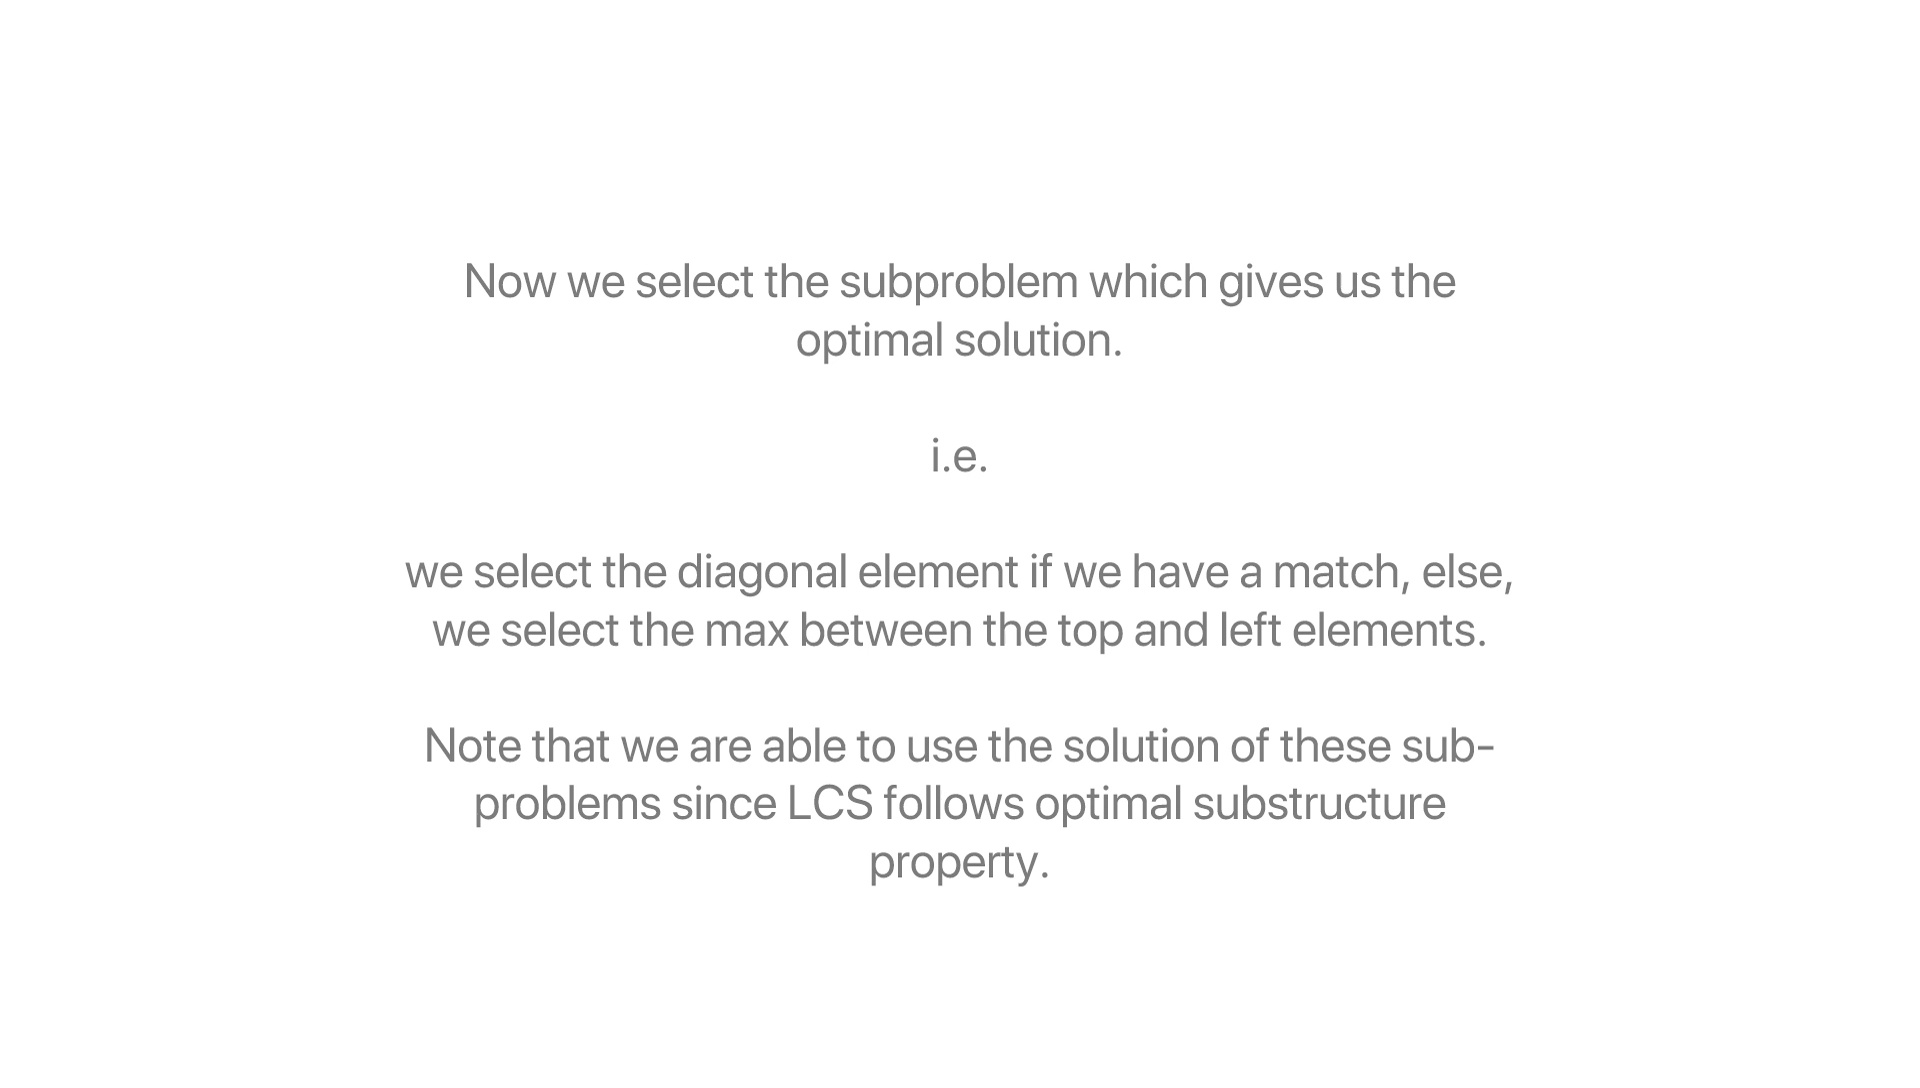 Now we select the subproblem which gives us the
optimal solution.
i.e.
we select the diagonal element if we have a match, else,
we select the max between the top and left elements.
Note that we are able to use the solution of these sub-
problems since LCS follows optimal substructure
property.